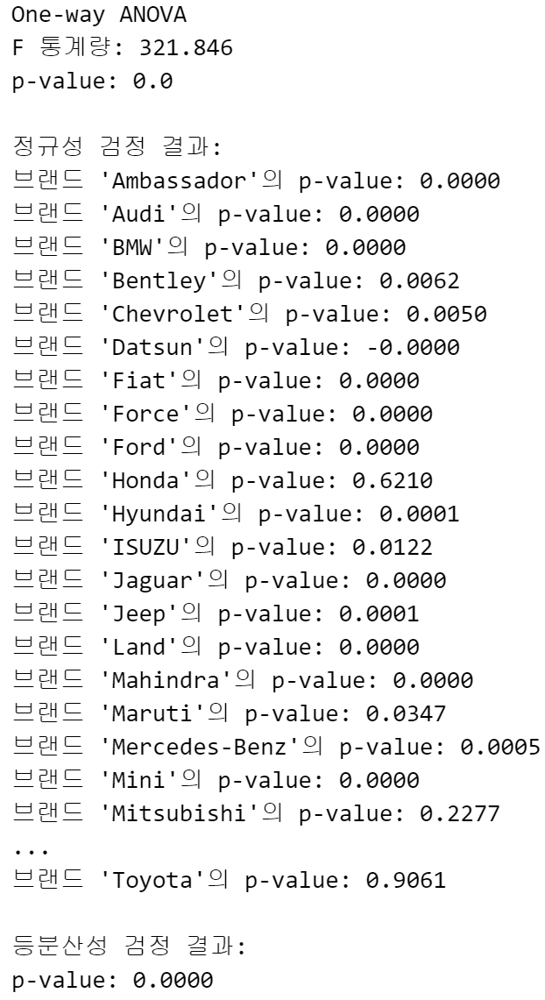 One-way ANOVA
F 통계량: 321.846
p-value: 0.0
정규성 검정 결과:
브랜드 'Ambassador'의 p-value: 0.0000
브랜드 'Audi'의 p-value: 0.0000
브랜드 'BMW'의 p-value: 0.0000
브랜드 'Bentley'의 p-value: 0.0062
브랜드 'Chevrolet'의 p-value: 0.0050
브랜드 'Datsun'의 p-value: -0.0000
브랜드 'Fiat'의 p-value: 0.0000
브랜드 'Force'의 p-value: 0.0000
브랜드 'Ford'의 p-value: 0.0000
브랜드 'Honda'의 p-value: 0.6210
브랜드 'Hyundai'의 p-value: 0.0001
브랜드 'ISUZU'의 p-value: 0.0122
브랜드 'Jaguar'의 p-value: 0.0000
브랜드 'Jeep'의 p-value: 0.0001
브랜드 'Land'의 p-value: 0.0000
브랜드 'Mahindra'의 p-value: 0.0000
브랜드 'Maruti'의 p-value: 0.0347
브랜드 'Mercedes-Benz'의 p-value: 0.0005
브랜드 'Mini'의 p-value: 0.0000
브랜드 'Mitsubishi'의 p-value: 0.2277
...
브랜드 'Toyota'의 p-value: 0.9061
등분산성 검정 결과:
p-value: 0.0000